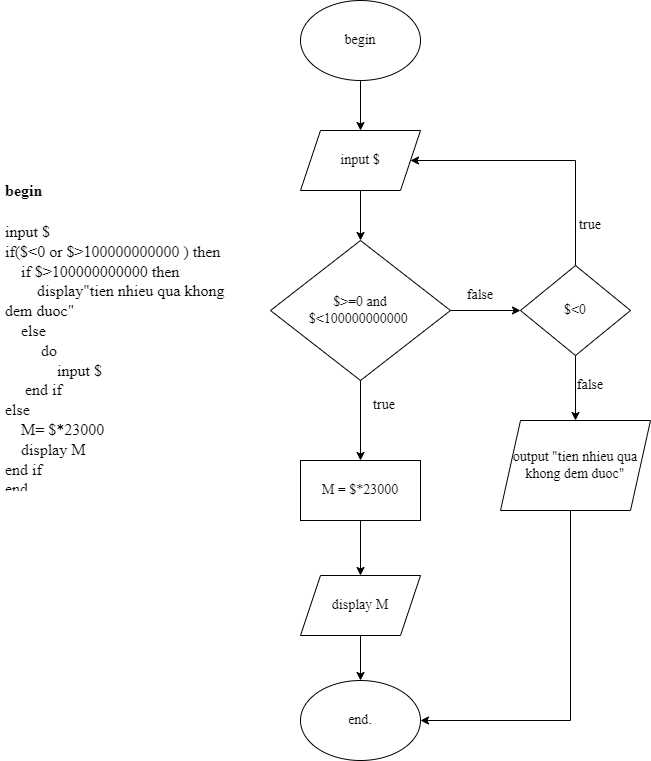 begin
input $
if($<0 or $>100000000000 ) then
if $>100000000000 then
display"tien nhieu qua khong
dem duoc"
else
do
input $
end if
else
M= $*23000
display M
end if
end
begin
input $
$>=0 and
$<100000000000
false
$<0
true
false
true
output "tien nhieu qua
khong dem duoc"
M = $*23000
display M
end.